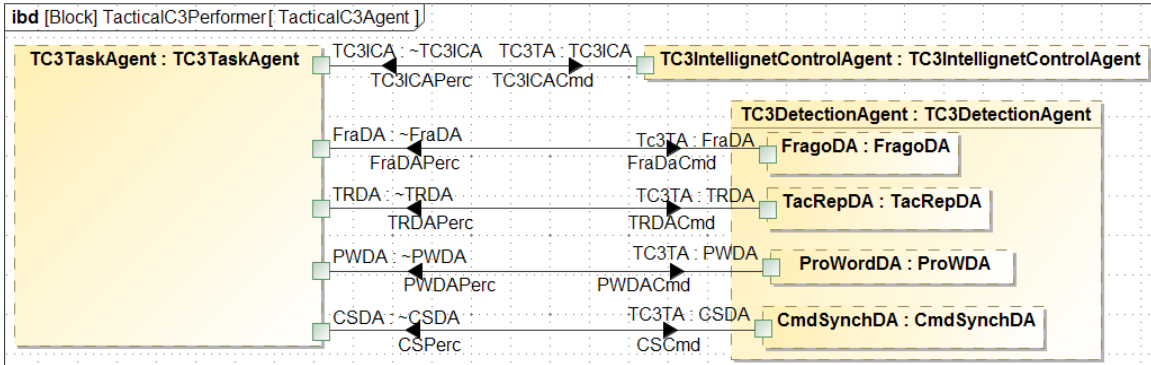 ibd [Block] TacticalC3Performer[ TacticalC3Agent ]
TC3TaskAgent : TC3TaskAgent
TC3ICA : ~TC3ICA
TC3TA : TC3ICA
TC3IntellignetControlAgent : TC3IntellignetControlAgent
TC3ICAPerc
TC3ICACmd
TC3DetectionAgent : TC3DetectionAgent
FraDA : ~FraDA
Tc3TA : FraDA
FragoDA : FragoDA
FraDAPerc
FraDaCmd
TRDA : ~TRDA
TC3TA : TRDA
TacRepDA : TacRepDA
TRDAPerc
TRDACmd
PWDA : ~PWDA
TC3TA : PWDA
ProWordDA : ProWDA
PWDAPerc
PWDACmd
CSDA : ~CSDA
TC3TA : CSDA
CmdSynchDA : CmdSynchDA
CSPerc
CSCmd